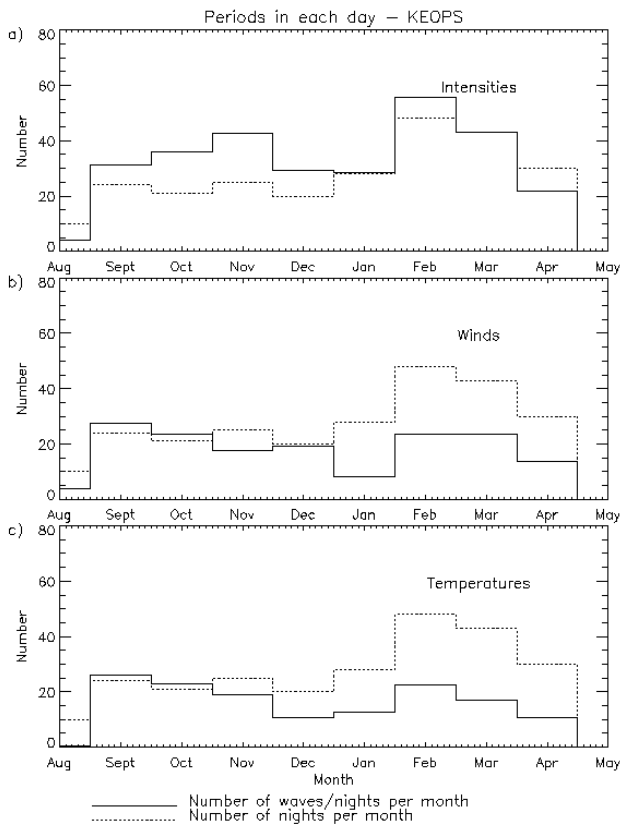 Periods in each day – KEOPS
a)
80
60
40
20
0
Number
Intensities
Aug Sept Oct Nov Dec Jan Feb Mar Apr May
b)
80
60
40
20
0
Number
Winds
Aug Sept Oct Nov Dec Jan Feb Mar Apr May
c)
80
60
40
20
0
Number
Temperatures
Aug Sept Oct Nov Dec Jan Feb Mar Apr May
Month
Number of waves/nights per month
Number of nights per month